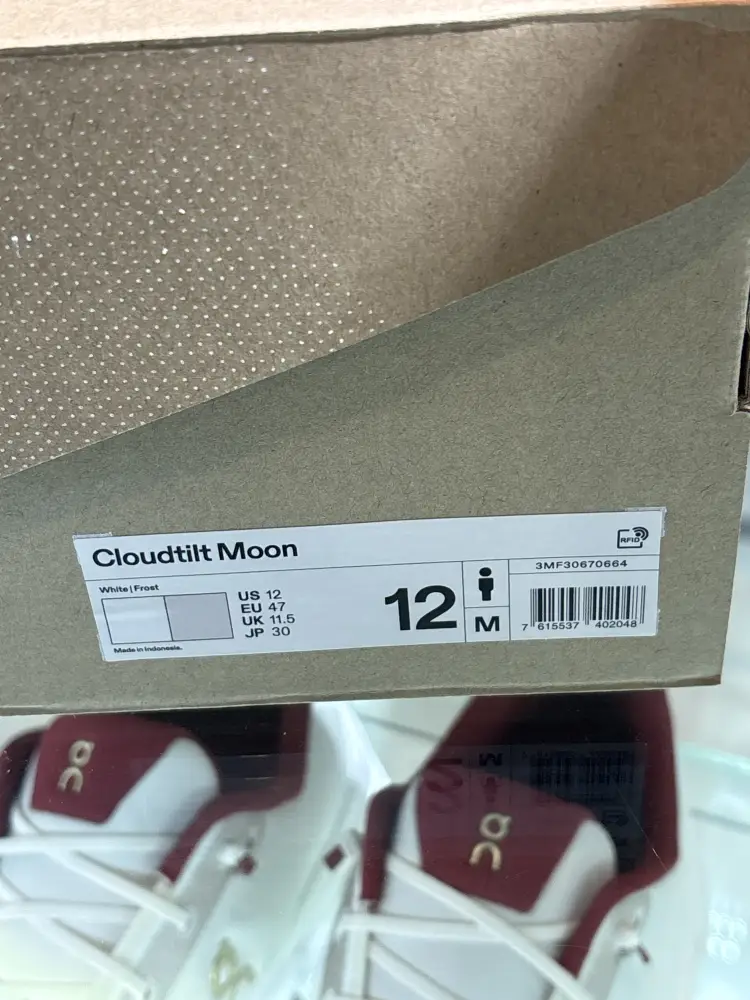 Cloudtilt Moon
RFID
White | Frost
US 12
EU 47
UK 11.5
JP 30
12
M
3MF30670664
7 615537 402048
Made in Indonesia.